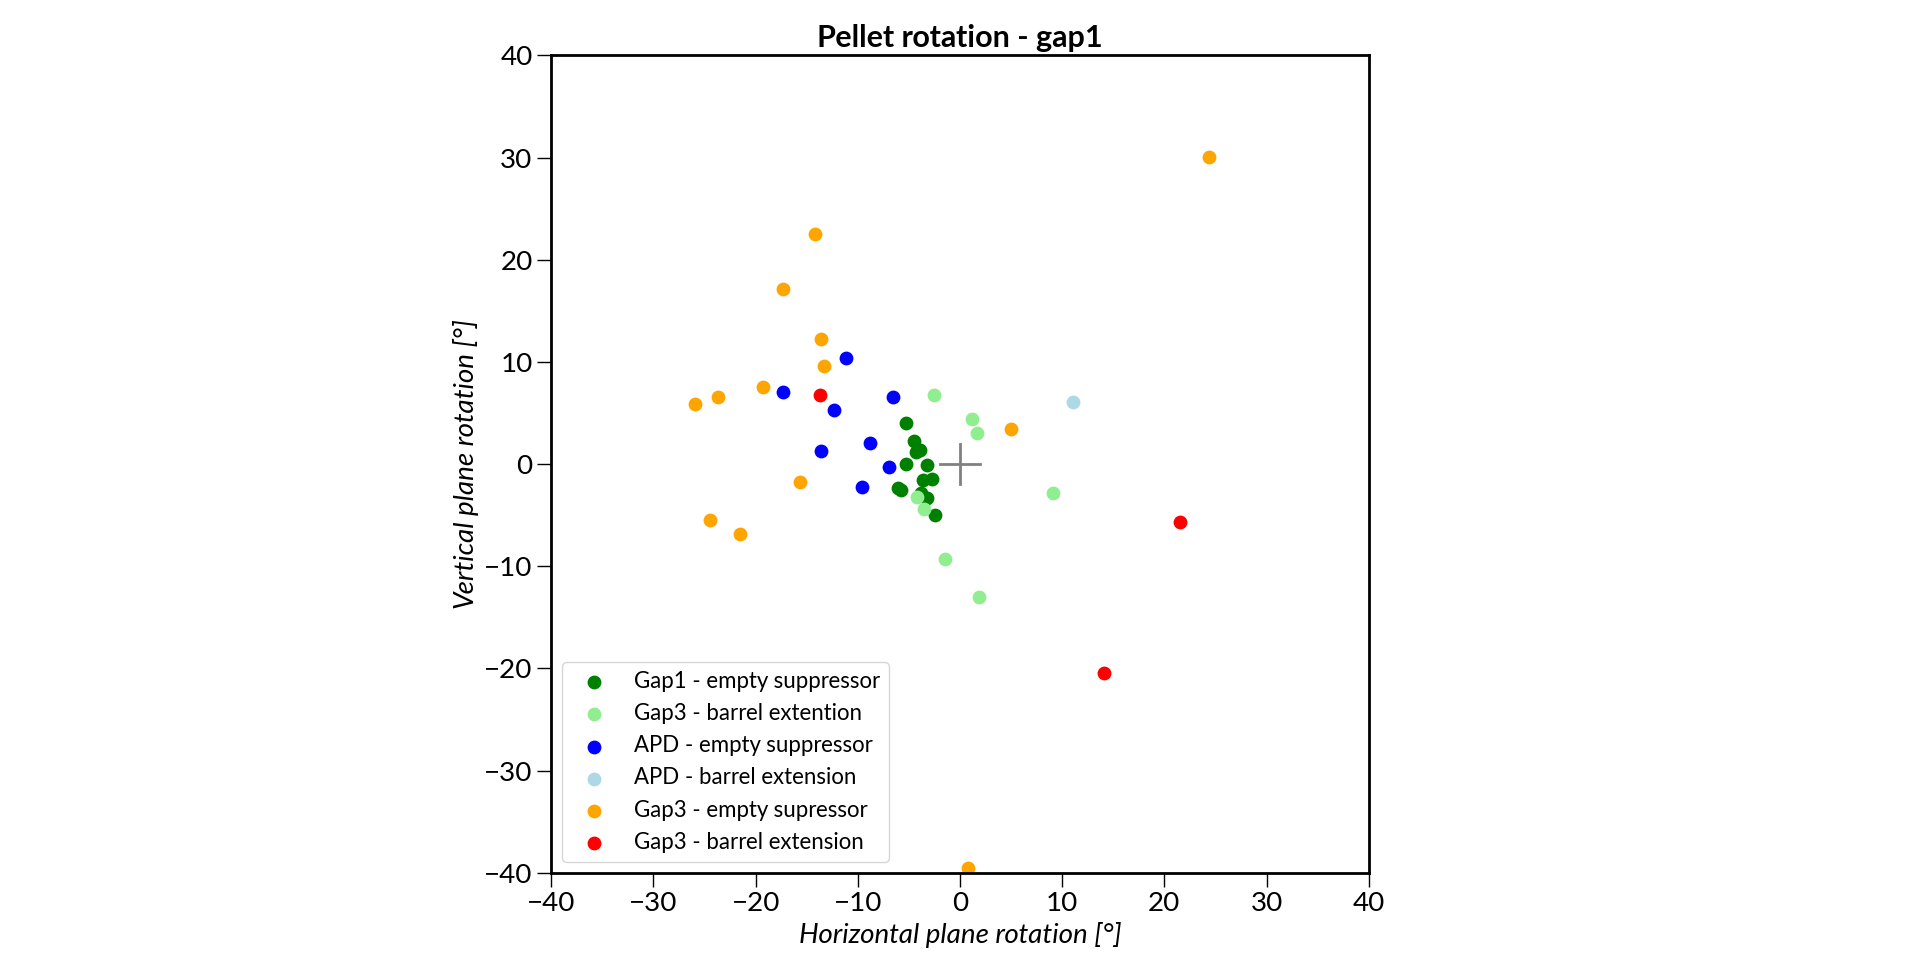 Pellet rotation - gap1
40
30
20
10
0
−10
−20
−30
−40
Vertical plane rotation [°]
Gap1 - empty suppressor
Gap3 - barrel extention
APD - empty suppressor
APD - barrel extension
Gap3 - empty supressor
Gap3 - barrel extension
−40 −30 −20 −10 0 10 20 30 40
Horizontal plane rotation [°]